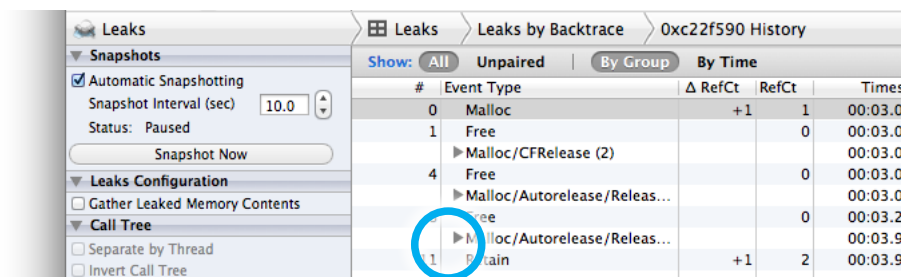 Leaks
Leaks Leaks by Backtrace 0xc22f590 History
Snapshots
Show: All Unpaired | By Group By Time
Automatic Snapshotting
# Event Type Δ RefCt RefCt Times
Snapshot Interval (sec) 10.0
0 Malloc +1 1 00:03.0
Status: Paused
1 Free 0 00:03.0
Snapshot Now
Malloc/CFRelease (2) 00:03.0
4 Free 0 00:03.0
Leaks Configuration
Malloc/Autorelease/Releas... 00:03.0
Gather Leaked Memory Contents
Free 0 00:03.2
Call Tree
Malloc/Autorelease/Releas... 00:03.9
Separate by Thread
11 Retain +1 2 00:03.9
Invert Call Tree